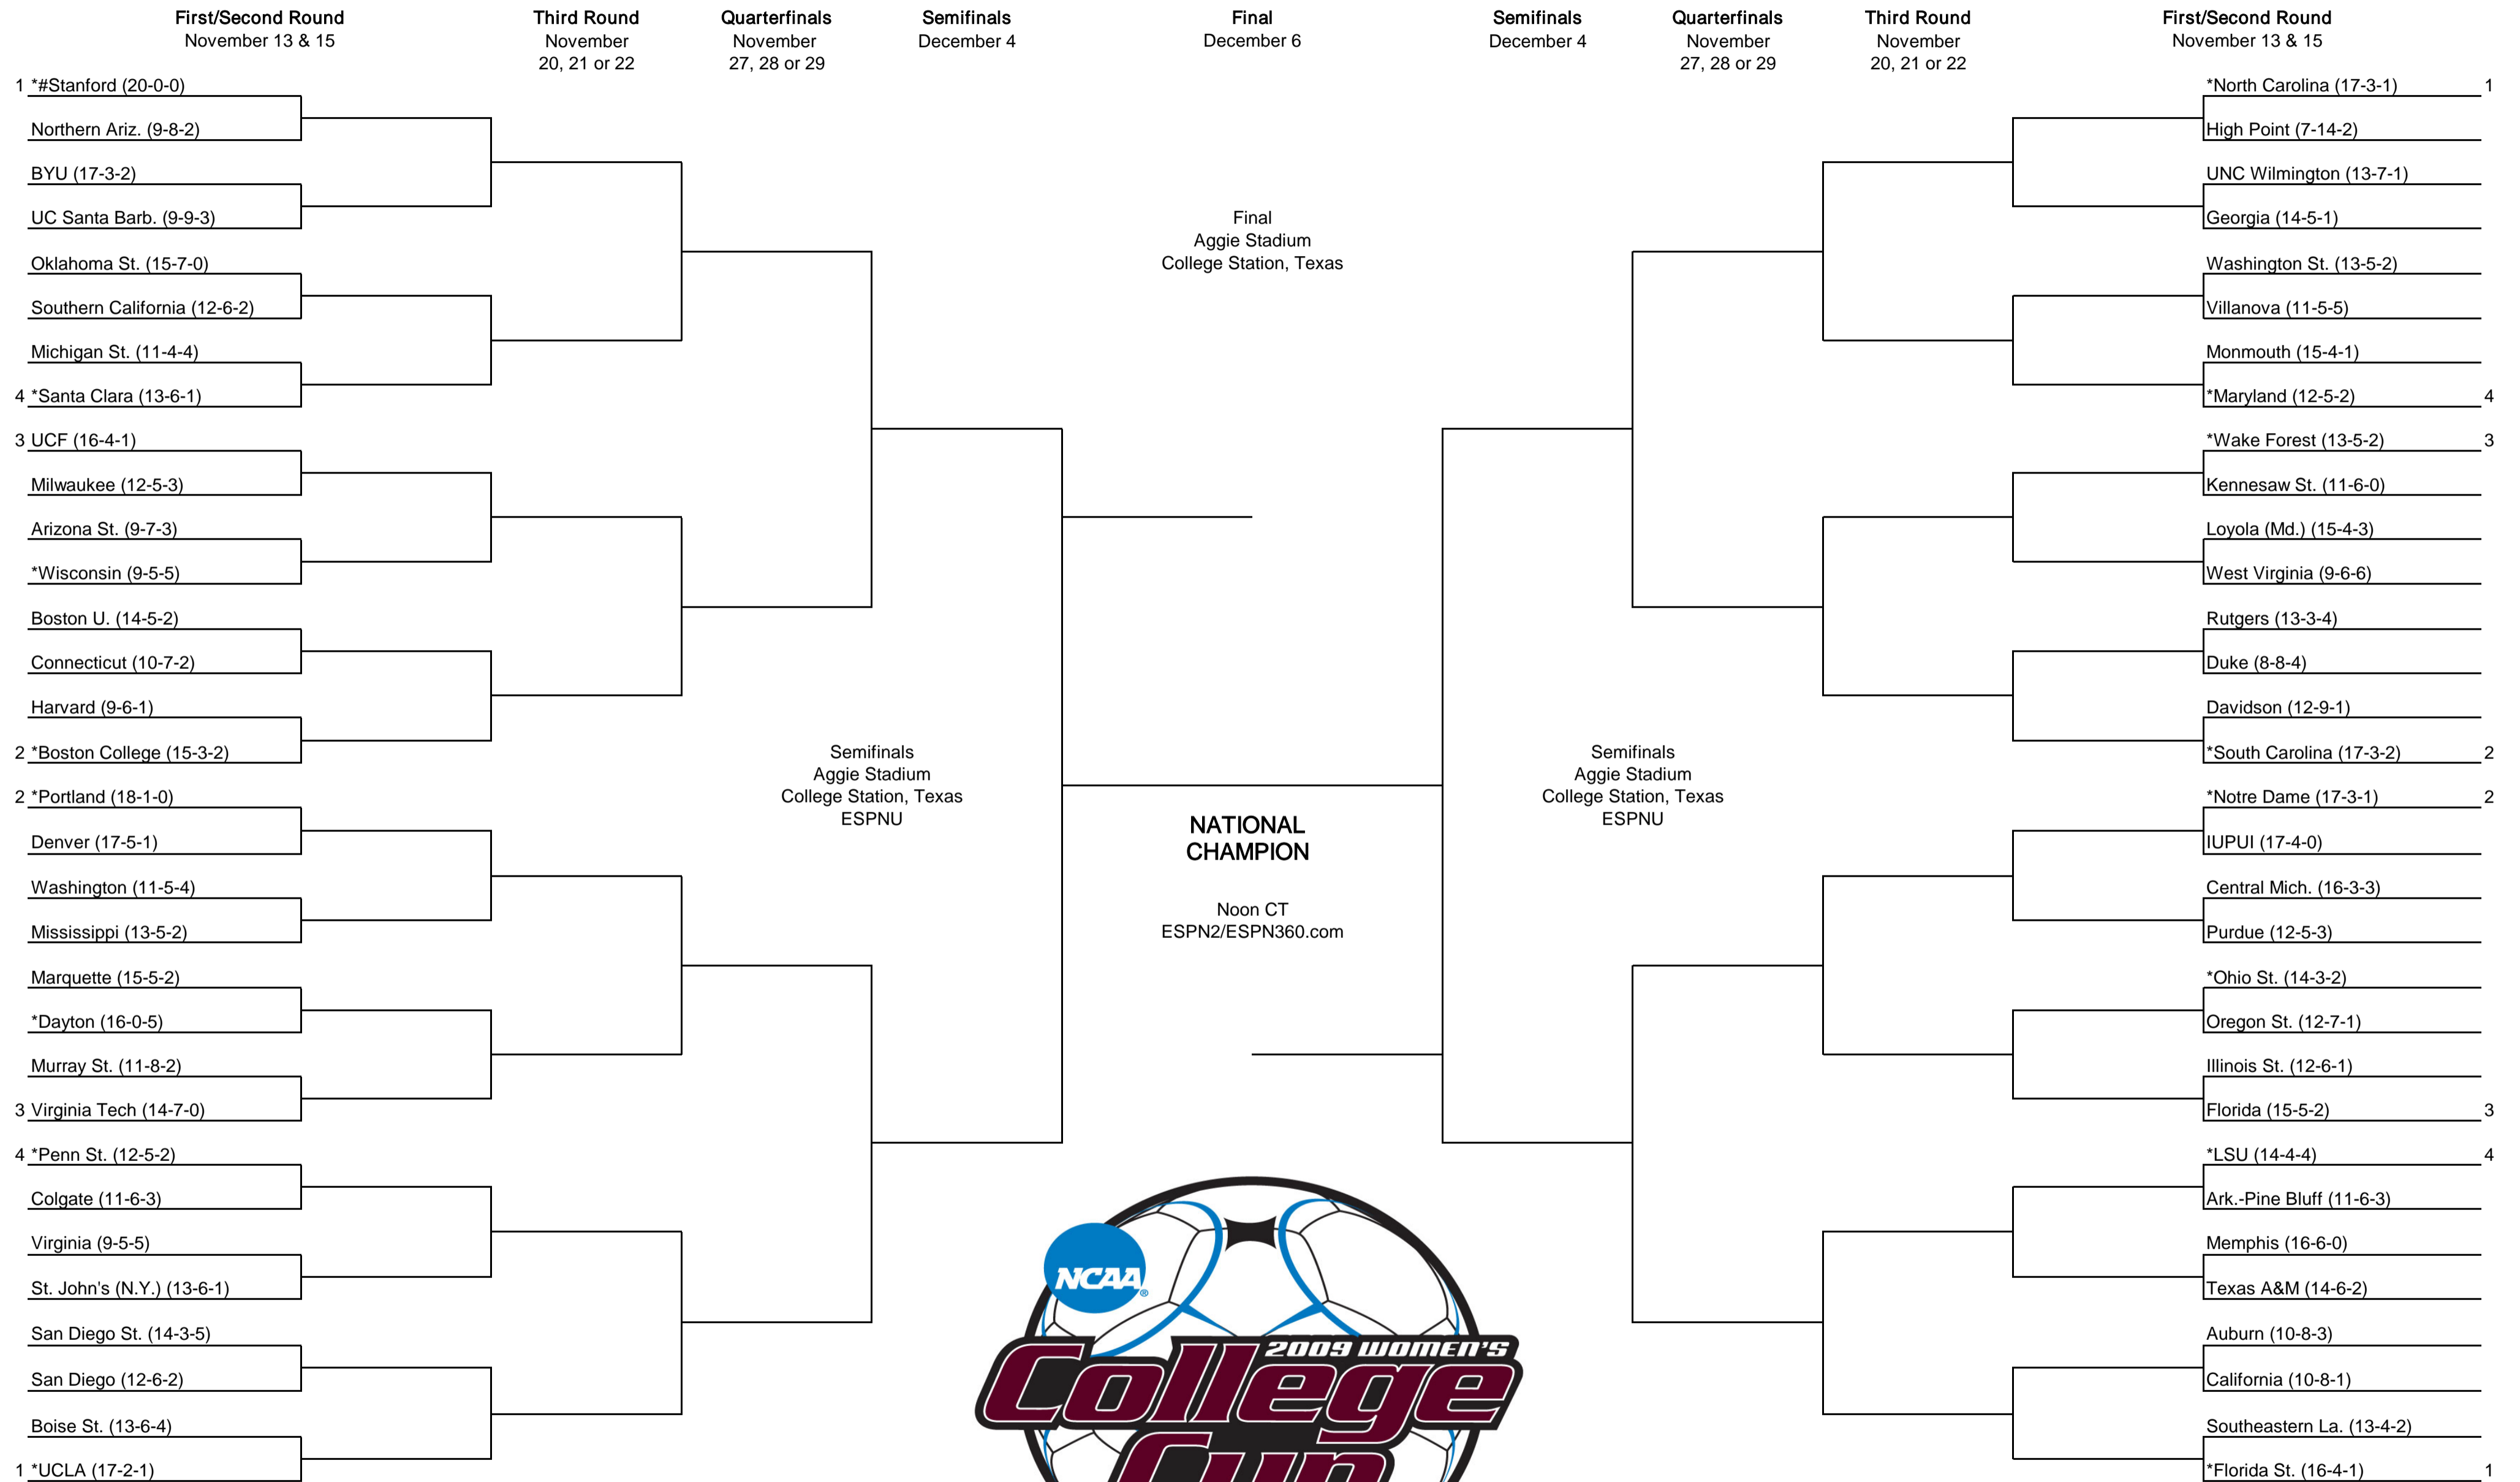 First/Second Round
November 13 & 15
Third Round
November
20, 21 or 22
Quarterfinals
November
27, 28 or 29
Semifinals
December 4
Final
December 6
Semifinals
December 4
Quarterfinals
November
27, 28 or 29
Third Round
November
20, 21 or 22
First/Second Round
November 13 & 15
1 *#Stanford (20-0-0)
Northern Ariz. (9-8-2)
BYU (17-3-2)
UC Santa Barb. (9-9-3)
Oklahoma St. (15-7-0)
Southern California (12-6-2)
Michigan St. (11-4-4)
4 *Santa Clara (13-6-1)
3 UCF (16-4-1)
Milwaukee (12-5-3)
Arizona St. (9-7-3)
*Wisconsin (9-5-5)
Boston U. (14-5-2)
Connecticut (10-7-2)
Harvard (9-6-1)
2 *Boston College (15-3-2)
2 *Portland (18-1-0)
Denver (17-5-1)
Washington (11-5-4)
Mississippi (13-5-2)
Marquette (15-5-2)
*Dayton (16-0-5)
Murray St. (11-8-2)
3 Virginia Tech (14-7-0)
4 *Penn St. (12-5-2)
Colgate (11-6-3)
Virginia (9-5-5)
St. John's (N.Y.) (13-6-1)
San Diego St. (14-3-5)
San Diego (12-6-2)
Boise St. (13-6-4)
1 *UCLA (17-2-1)
Semifinals
Aggie Stadium
College Station, Texas
ESPNU
Final
Aggie Stadium
College Station, Texas
NATIONAL
CHAMPION
Noon CT
ESPN2/ESPN360.com
NCAA®
2009 WOMEN'S
College
Cup
Semifinals
Aggie Stadium
College Station, Texas
ESPNU
*North Carolina (17-3-1) 1
High Point (7-14-2)
UNC Wilmington (13-7-1)
Georgia (14-5-1)
Washington St. (13-5-2)
Villanova (11-5-5)
Monmouth (15-4-1)
*Maryland (12-5-2) 4
*Wake Forest (13-5-2) 3
Kennesaw St. (11-6-0)
Loyola (Md.) (15-4-3)
West Virginia (9-6-6)
Rutgers (13-3-4)
Duke (8-8-4)
Davidson (12-9-1)
*South Carolina (17-3-2) 2
*Notre Dame (17-3-1) 2
IUPUI (17-4-0)
Central Mich. (16-3-3)
Purdue (12-5-3)
*Ohio St. (14-3-2)
Oregon St. (12-7-1)
Illinois St. (12-6-1)
Florida (15-5-2) 3
*LSU (14-4-4) 4
Ark.-Pine Bluff (11-6-3)
Memphis (16-6-0)
Texas A&M (14-6-2)
Auburn (10-8-3)
California (10-8-1)
Southeastern La. (13-4-2)
*Florida St. (16-4-1) 1